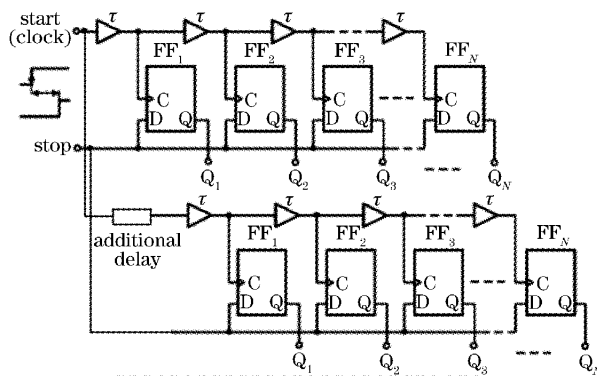 start τ τ τ τ
(clock) FF1 FF2 FF3 FFN
C C C C
D Q D Q D Q D Q
stop
Q1 Q2 Q3 QN
τ τ τ τ
additional
delay
FF1 FF2 FF3 FFN
C C C C
D Q D Q D Q D Q
Q1 Q2 Q3